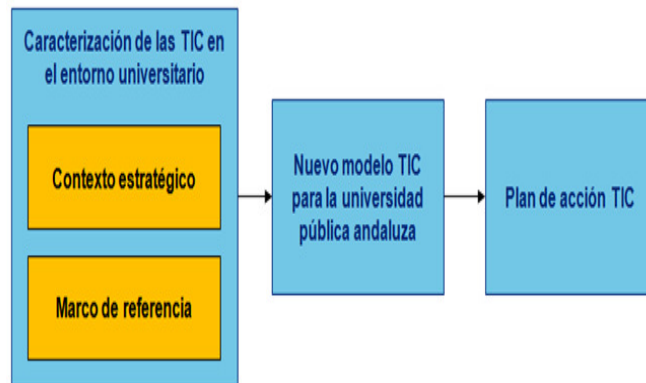 Caracterización de las TIC en
el entorno universitario
Contexto estratégico
Marco de referencia
Nuevo modelo TIC
para la universidad
pública andaluza
Plan de acción TIC